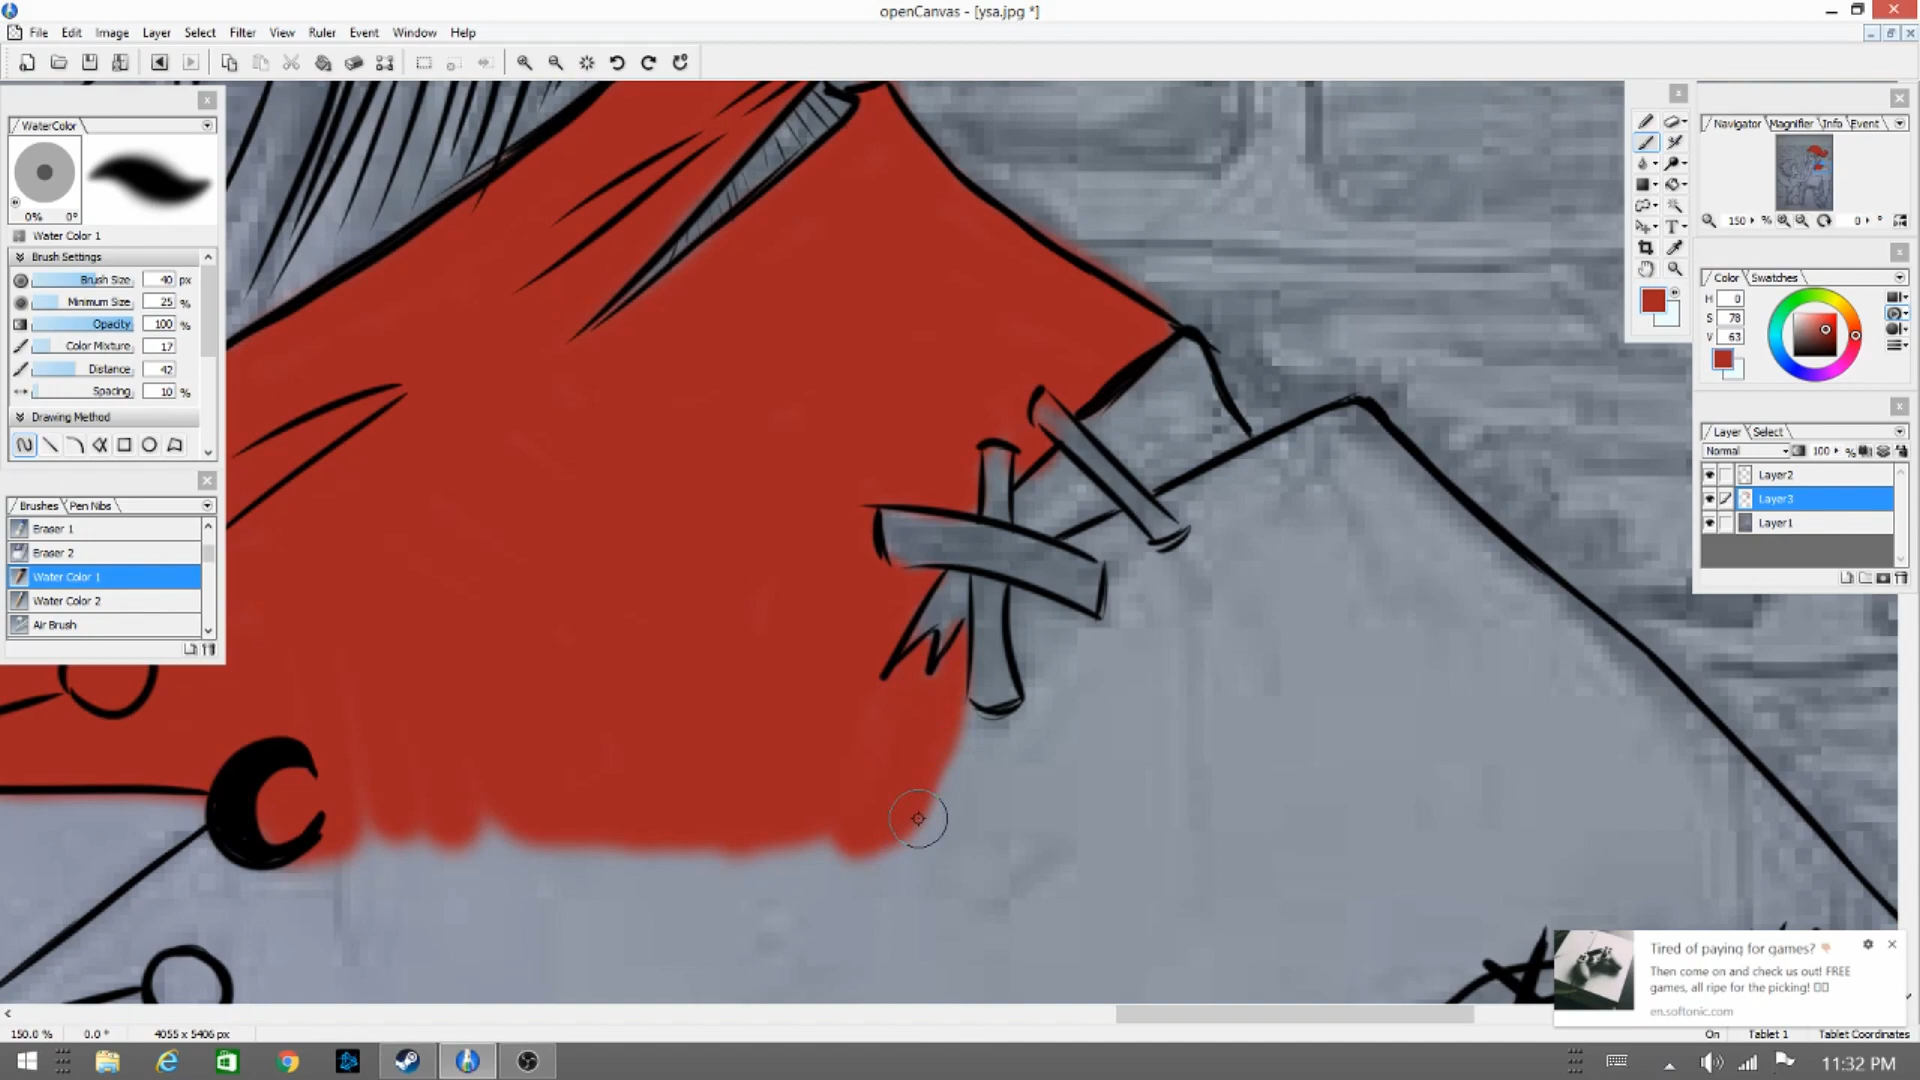 openCanvas - [ysa.jpg *]
File Edit Image Layer Select Filter View Ruler Event Window Help
WaterColor
0% 0°
Water Color 1
Brush Settings
Brush Size 40 px
Minimum Size 25 %
Opacity 100 %
Color Mixture 17
Distance 42
Spacing 10 %
Drawing Method
Brushes Pen Nibs
Eraser 1
Eraser 2
Water Color 1
Water Color 2
Air Brush
Navigator Magnifier Info Event
150 % 0 °
Color Swatches
H 0
S 78
V 63
Layer Select
Normal 100 %
Layer2
Layer3
Layer1
Tired of paying for games?
Then come on and check us out! FREE
games, all ripe for the picking!
en.softonic.com
150.0 % 0.0 ° 4055 x 5406 px
On Tablet 1 Tablet Coordinates
11:32 PM